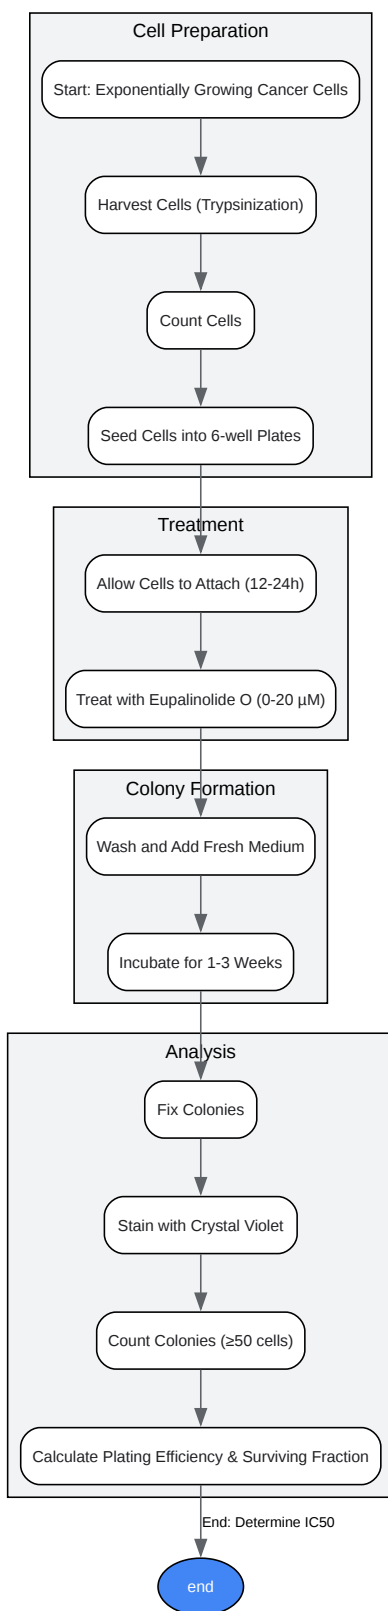 Cell Preparation
Start: Exponentially Growing Cancer Cells
Harvest Cells (Trypsinization)
Count Cells
Seed Cells into 6-well Plates
Treatment
Allow Cells to Attach (12-24h)
Treat with Eupalinolide O (0-20 µM)
Colony Formation
Wash and Add Fresh Medium
Incubate for 1-3 Weeks
Analysis
Fix Colonies
Stain with Crystal Violet
Count Colonies (≥50 cells)
Calculate Plating Efficiency & Surviving Fraction
End: Determine IC50
end